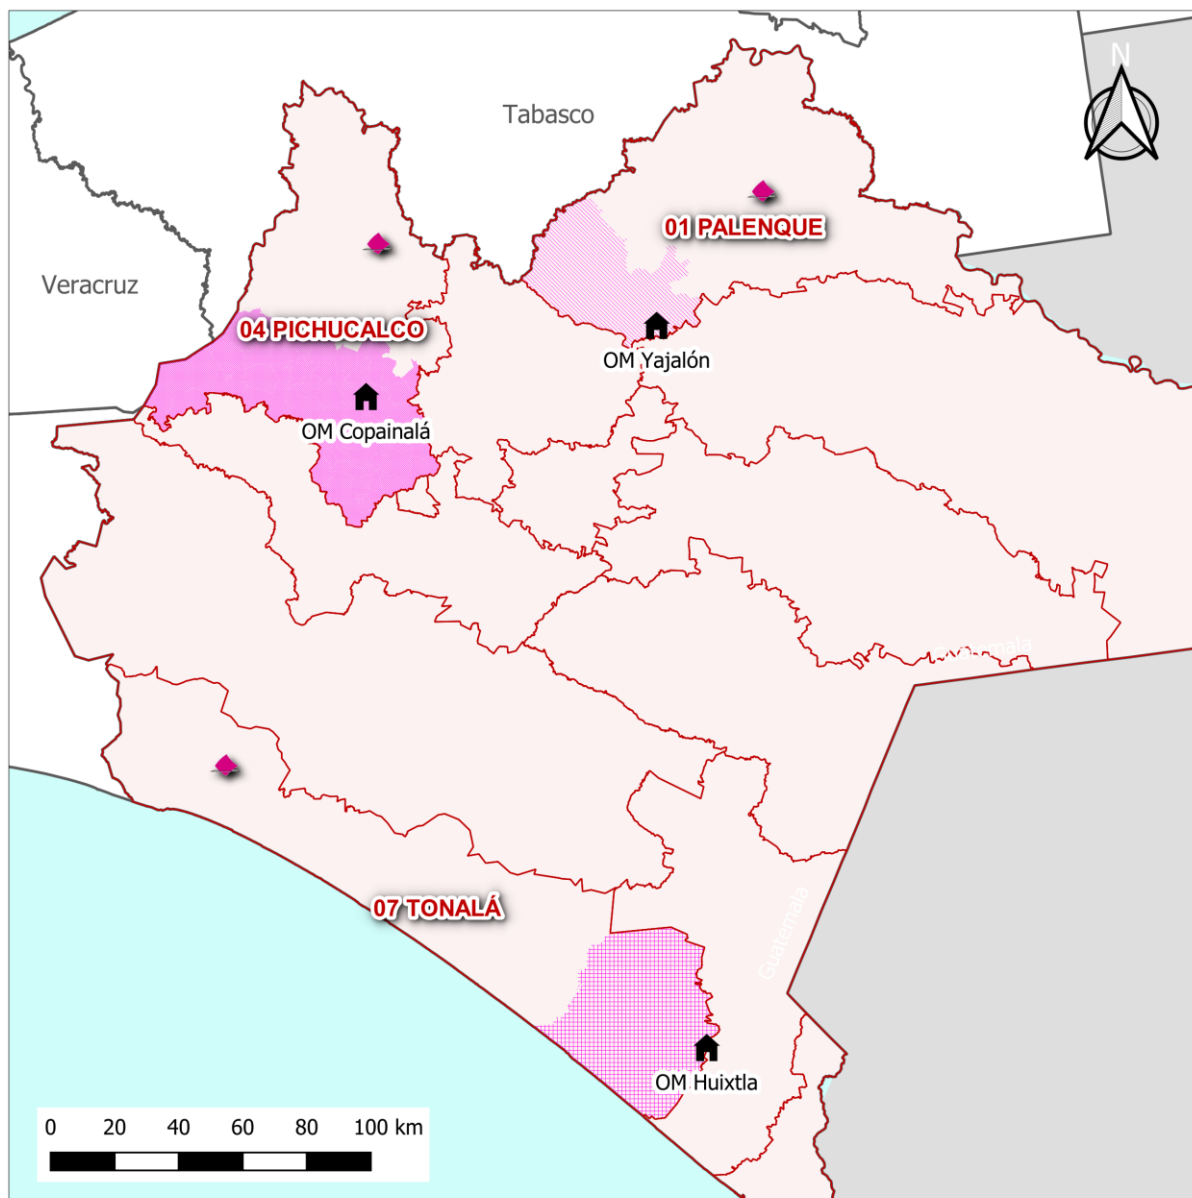 N
Tabasco
01 PALENQUE
Veracruz
04 PICHUCALCO
OM Yajalón
OM Copainalá
Guatemala
07 TONALÁ
Guatemala
OM Huixtla
0 20 40 60 80 100 km